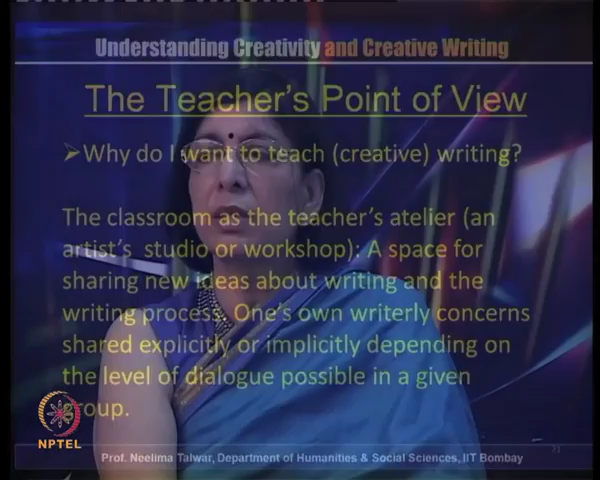 Understanding Creativity and Creative Writing
The Teacher's Point of View
➢Why do I want to teach (creative) writing?
The classroom as the teacher's atelier (an
artist's studio or workshop): A space for
sharing new ideas about writing and the
writing process. One's own writerly concerns
shared explicitly or implicitly depending on
the level of dialogue possible in a given
group.
NPTEL
Prof. Neelima Talwar, Department of Humanities & Social Sciences, IIT Bombay
71